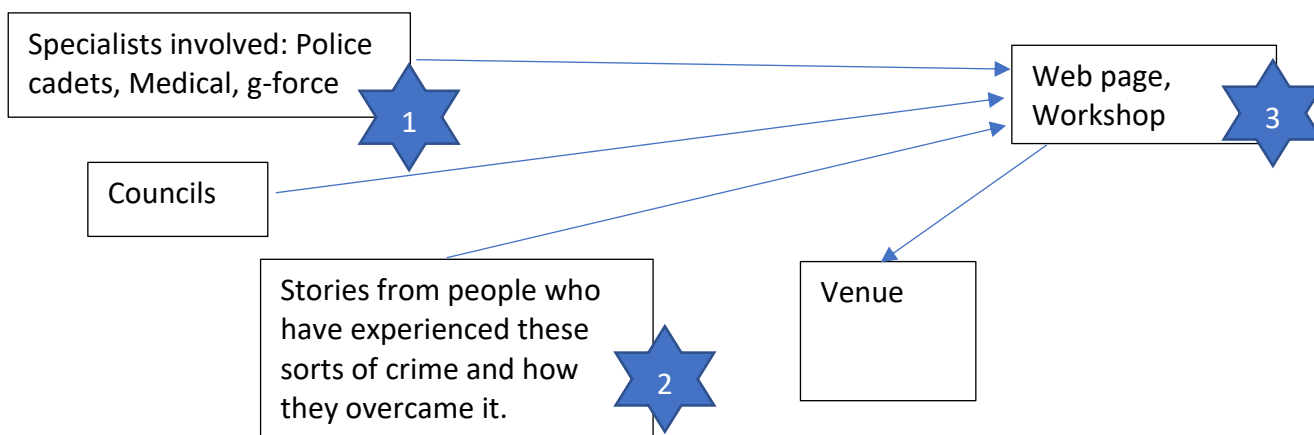 Specialists involved: Police
cadets, Medical, g-force
1
Web page,
Workshop
3
Councils
Stories from people who
have experienced these
sorts of crime and how
they overcame it.
2
Venue